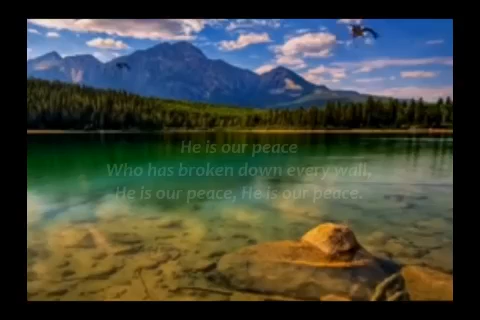 He is our peace
Who has broken down every wall,
He is our peace, He is our peace.